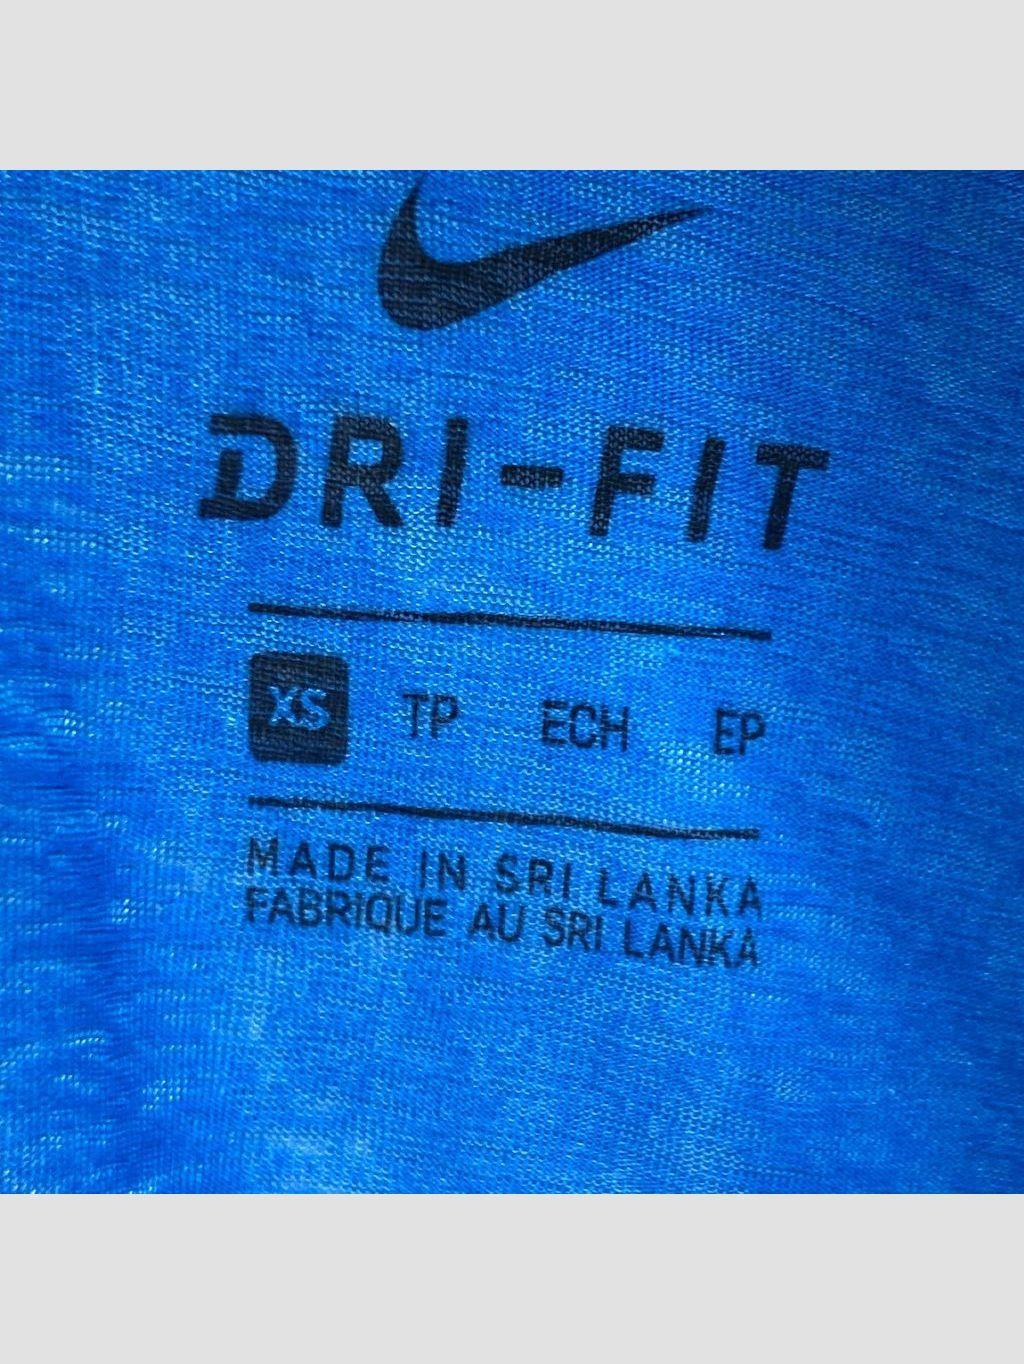 DRI-FIT
XS TP ECH EP
MADE IN SRI LANKA
FABRIQUE AU SRI LANKA